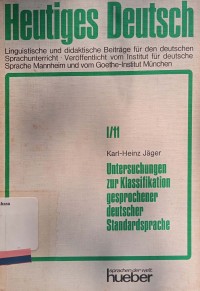 Heutiges Deutsch
Linguistische und didaktische Beiträge für den deutschen
Sprachunterricht · Veröffentlicht vom Institut für deutsche
Sprache Mannheim und vom Goethe-Institut München
I/11
Karl-Heinz Jäger
Untersuchungen
zur Klassifikation
gesprochener
deutscher
Standardsprache
sprachen der welt
hueber